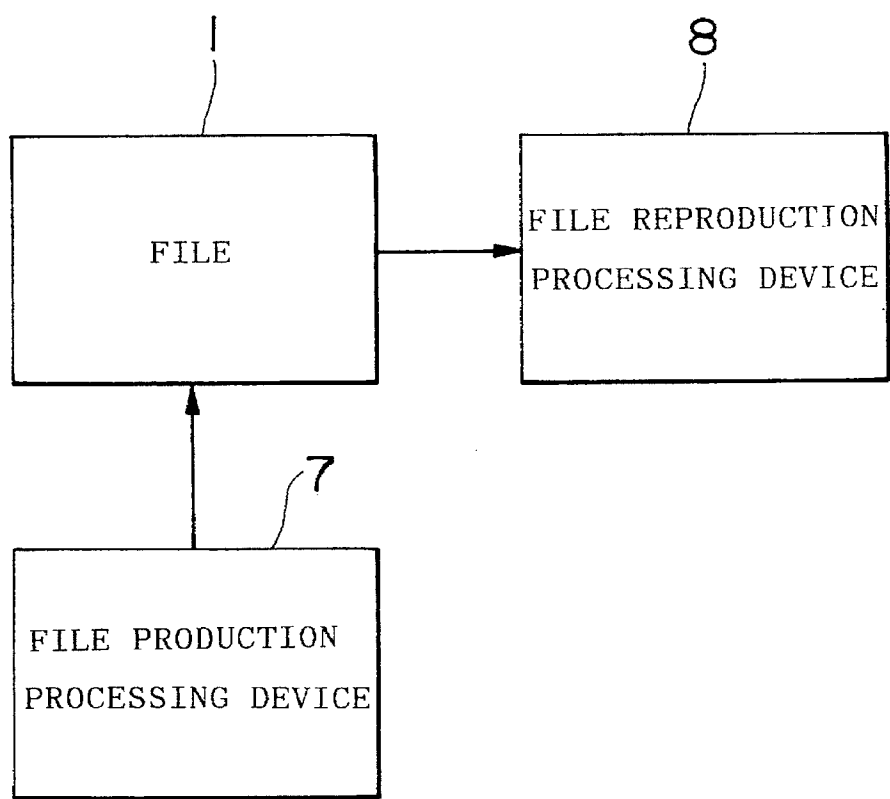 1
8
FILE
FILE REPRODUCTION
PROCESSING DEVICE
7
FILE PRODUCTION
PROCESSING DEVICE